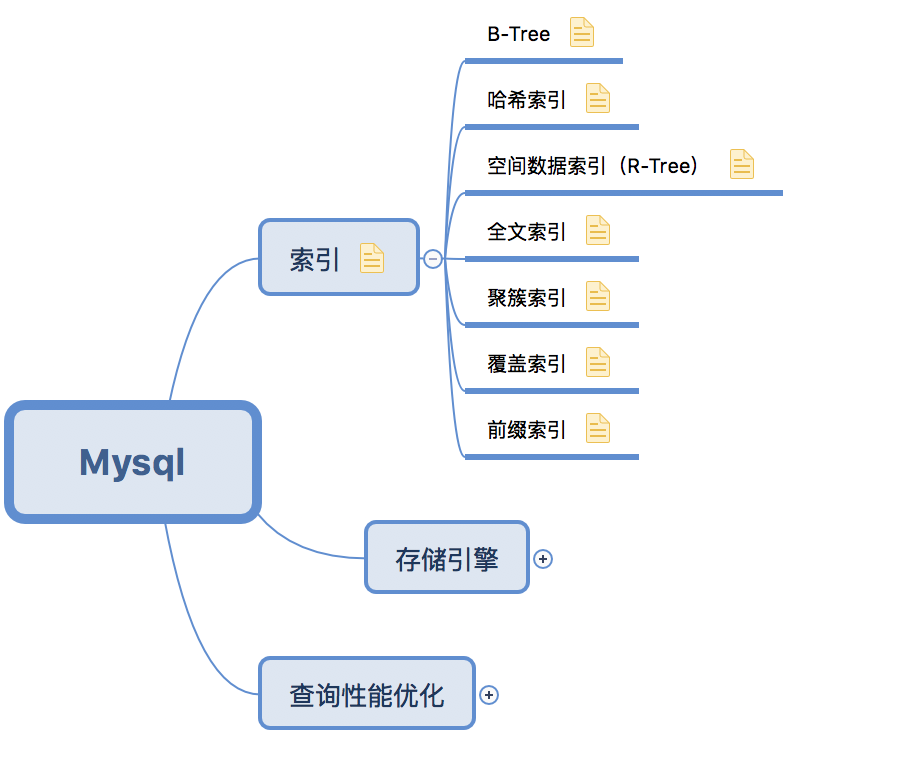 B-Tree
哈希索引
空间数据索引（R-Tree）
全文索引
索引
聚簇索引
覆盖索引
前缀索引
Mysql
存储引擎
查询性能优化